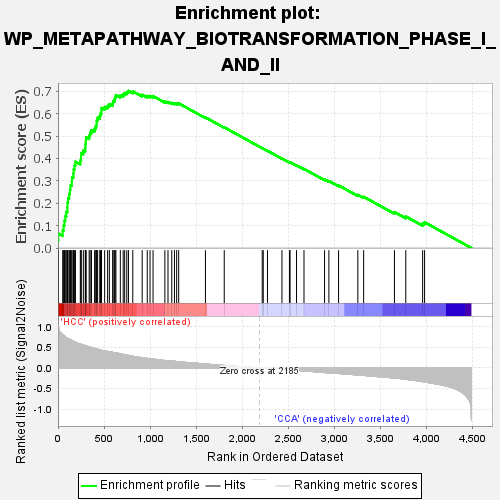 Enrichment plot:
WP_METAPATHWAY_BIOTRANSFORMATION_PHASE_I_
AND_II
Enrichment score (ES)
0.7
0.6
0.5
0.4
0.3
0.2
0.1
0.0
Ranked list metric (Signal2Noise)
1.0
0.5
0.0
-0.5
-1.0
'HCC' (positively correlated)
Zero cross at 2185
'CCA' (negatively correlated)
0
500
1,000
1,500
2,000
2,500
3,000
3,500
4,000
4,500
Rank in Ordered Dataset
Enrichment profile
Hits
Ranking metric scores